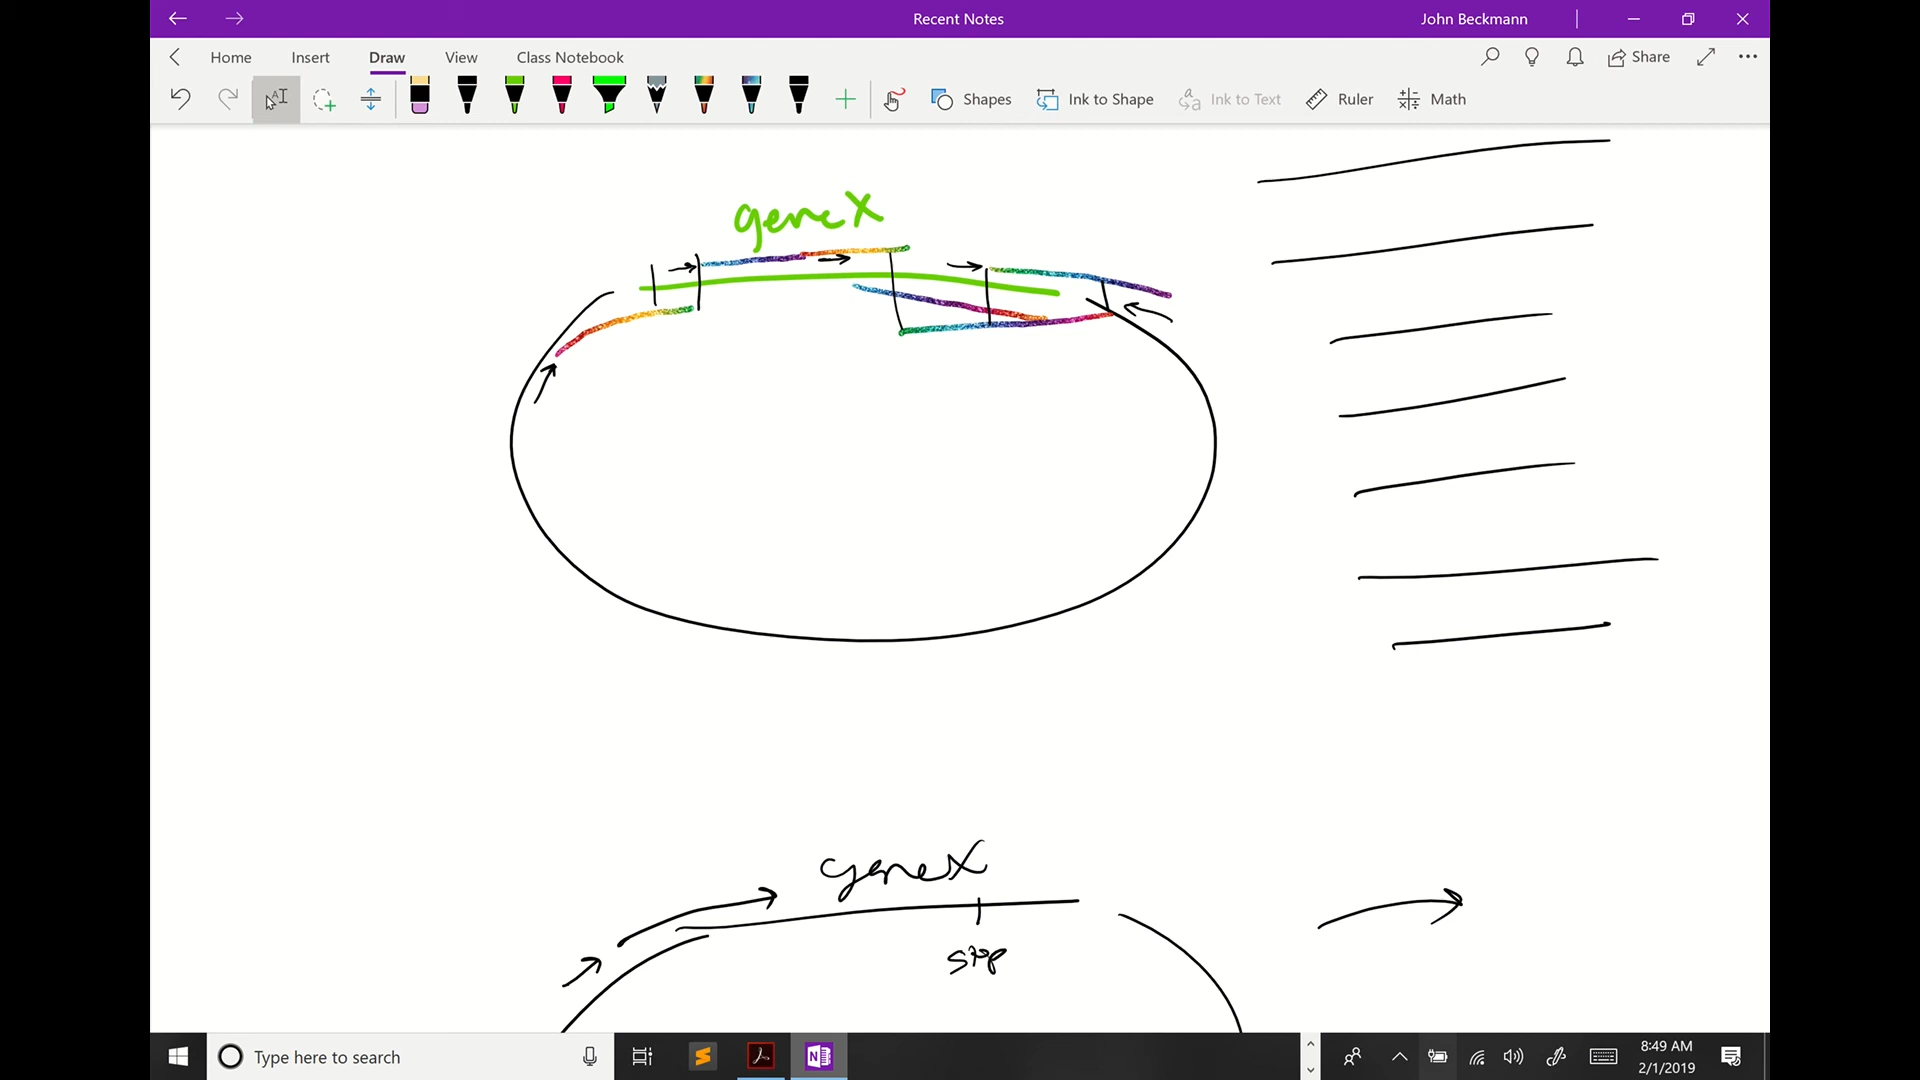 Recent Notes
John Beckmann
Home Insert Draw View Class Notebook
Share
Shapes Ink to Shape Ink to Text Ruler Math
gene X
gene X
stop
Type here to search
8:49 AM
2/1/2019